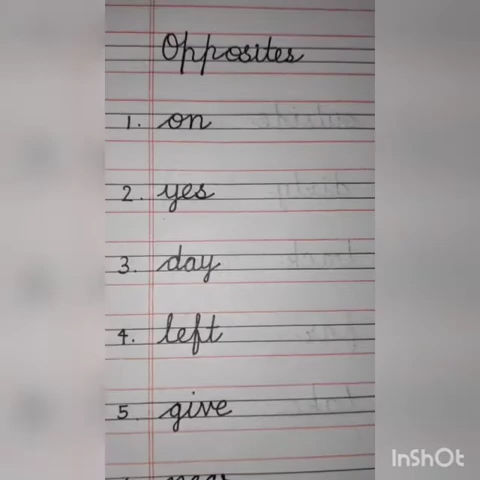 Opposites
1. on
2. yes
3. day
4. left
5. give
InShOt